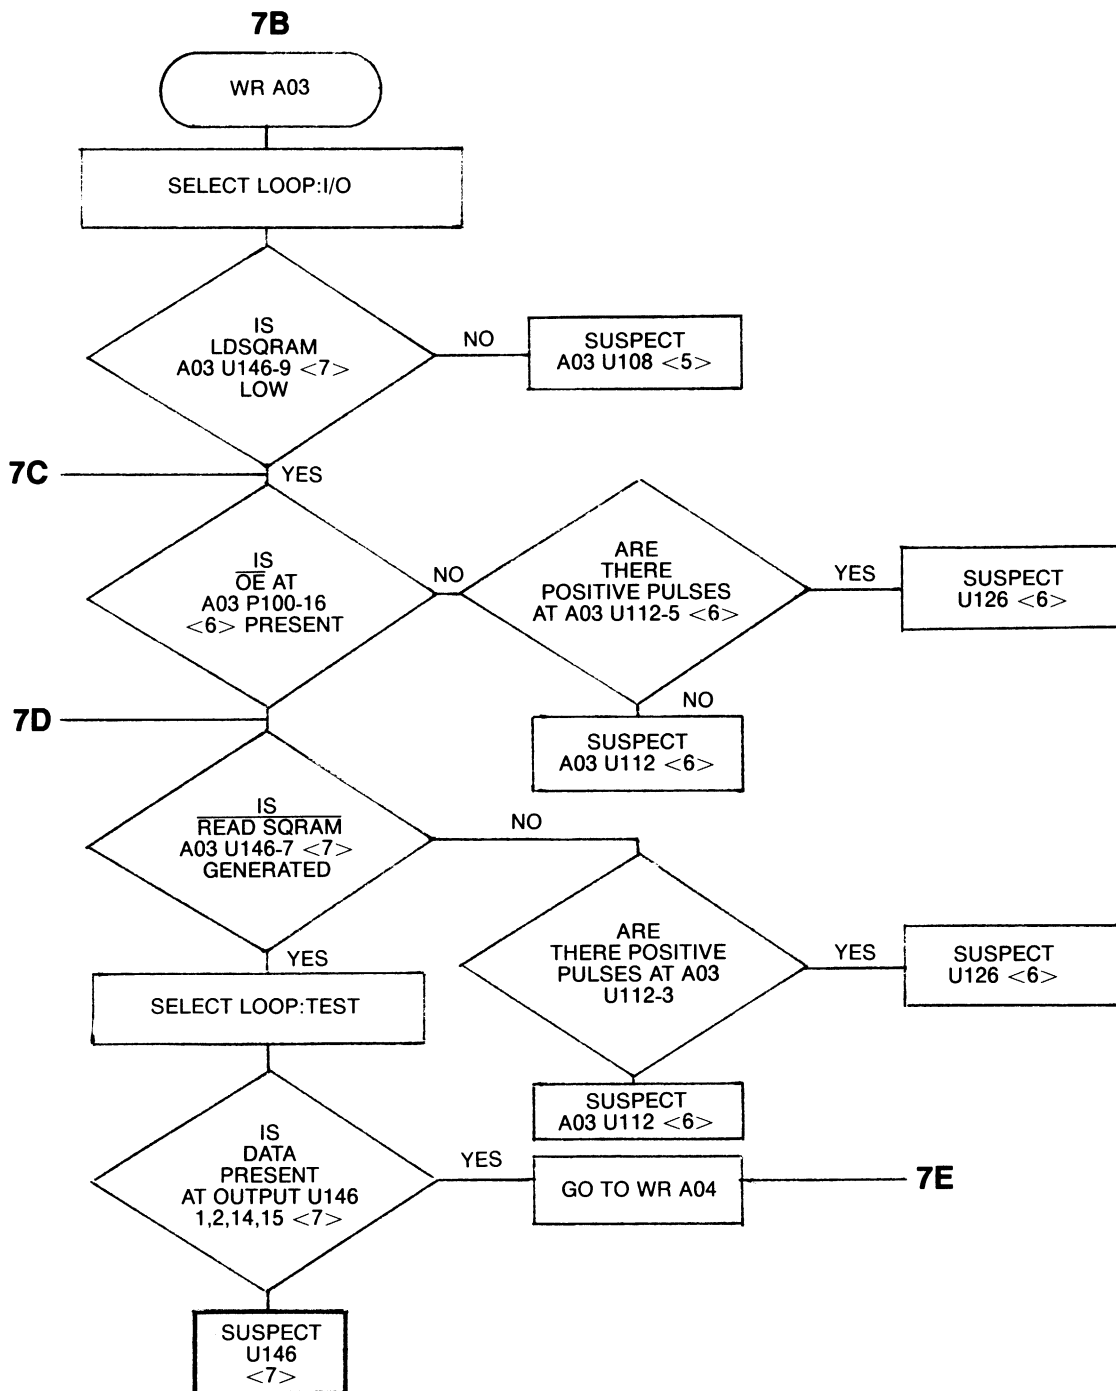 7B
WR A03
SELECT LOOP:I/O
IS
LDSQRAM
A03 U146-9 <7>
LOW
NO
SUSPECT
A03 U108 <5>
7C
YES
IS
OE AT
A03 P100-16
<6> PRESENT
NO
ARE
THERE
POSITIVE PULSES
AT A03 U112-5 <6>
YES
SUSPECT
U126 <6>
NO
SUSPECT
A03 U112 <6>
7D
IS
READ SQRAM
A03 U146-7 <7>
GENERATED
NO
ARE
THERE POSITIVE
PULSES AT A03
U112-3
YES
SUSPECT
U126 <6>
SUSPECT
A03 U112 <6>
YES
SELECT LOOP:TEST
IS
DATA
PRESENT
AT OUTPUT U146
1,2,14,15 <7>
YES
GO TO WR A04
7E
SUSPECT
U146
<7>